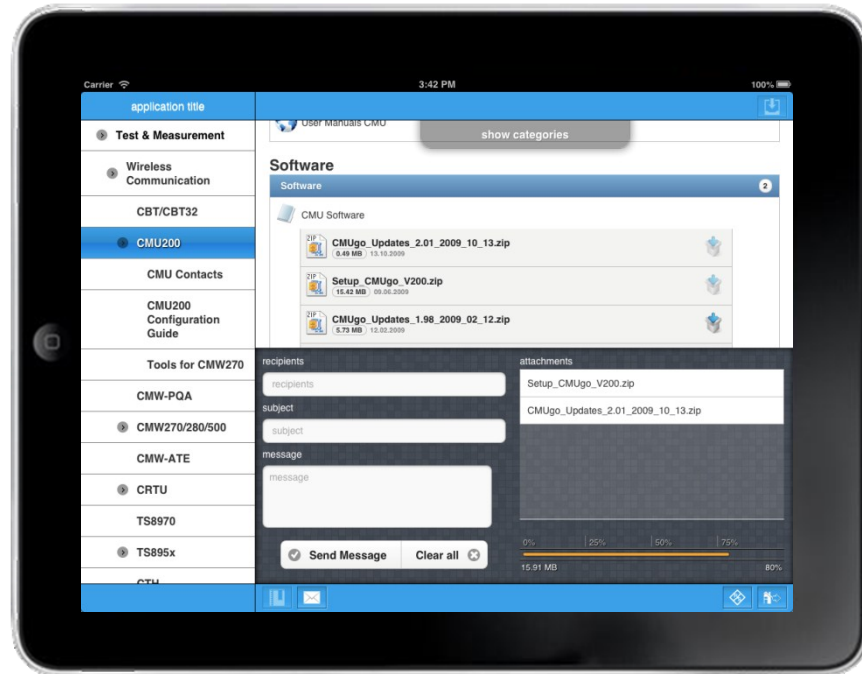 Carrier
3:42 PM
100%
application title
Test & Measurement
Wireless
Communication
CBT/CBT32
CMU200
CMU Contacts
CMU200
Configuration
Guide
Tools for CMW270
CMW-PQA
CMW270/280/500
CMW-ATE
CRTU
TS8970
TS895x
CTH
User Manuals CMU
show categories
Software
Software
2
CMU Software
ZIP
CMUgo_Updates_2.01_2009_10_13.zip
0.49 MB 13.10.2009
ZIP
Setup_CMUgo_V200.zip
15.42 MB 09.06.2009
ZIP
CMUgo_Updates_1.98_2009_02_12.zip
5.73 MB 12.02.2009
recipients
recipients
subject
subject
message
message
Send Message
Clear all
attachments
Setup_CMUgo_V200.zip
CMUgo_Updates_2.01_2009_10_13.zip
0% 25% 50% 75%
15.91 MB 80%